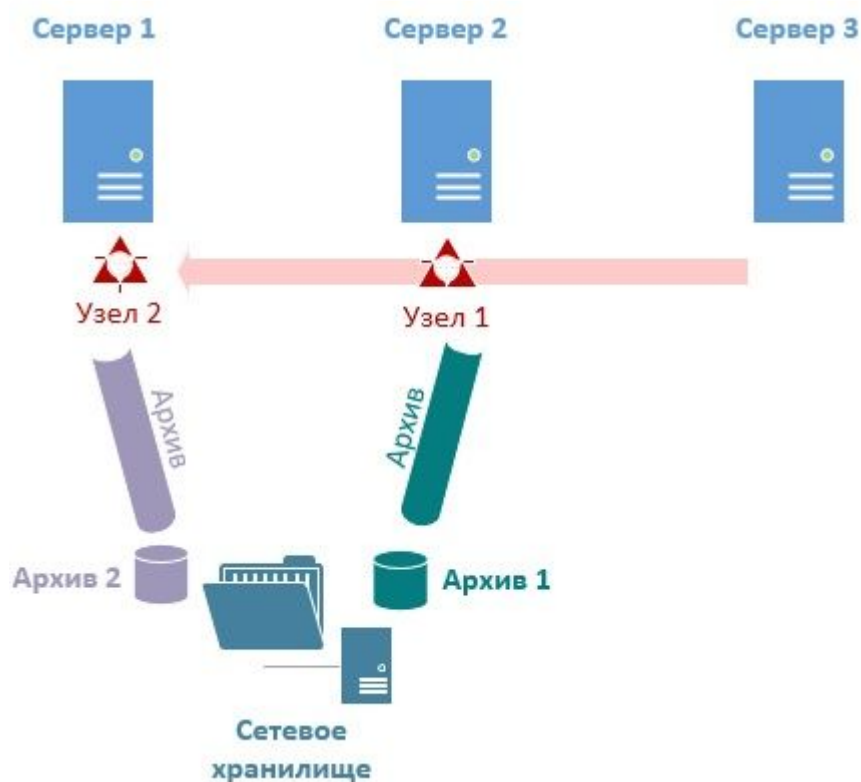 Сервер 1
Сервер 2
Сервер 3
Узел 2
Узел 1
Архив
Архив
Архив 2
Архив 1
Сетевое
хранилище